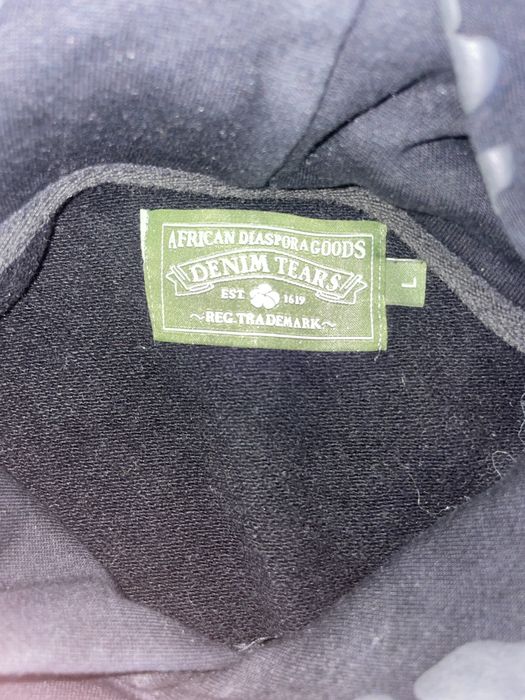 AFRICAN DIASPORA GOODS
DENIM TEARS
EST 1619
~REG. TRADEMARK~
L